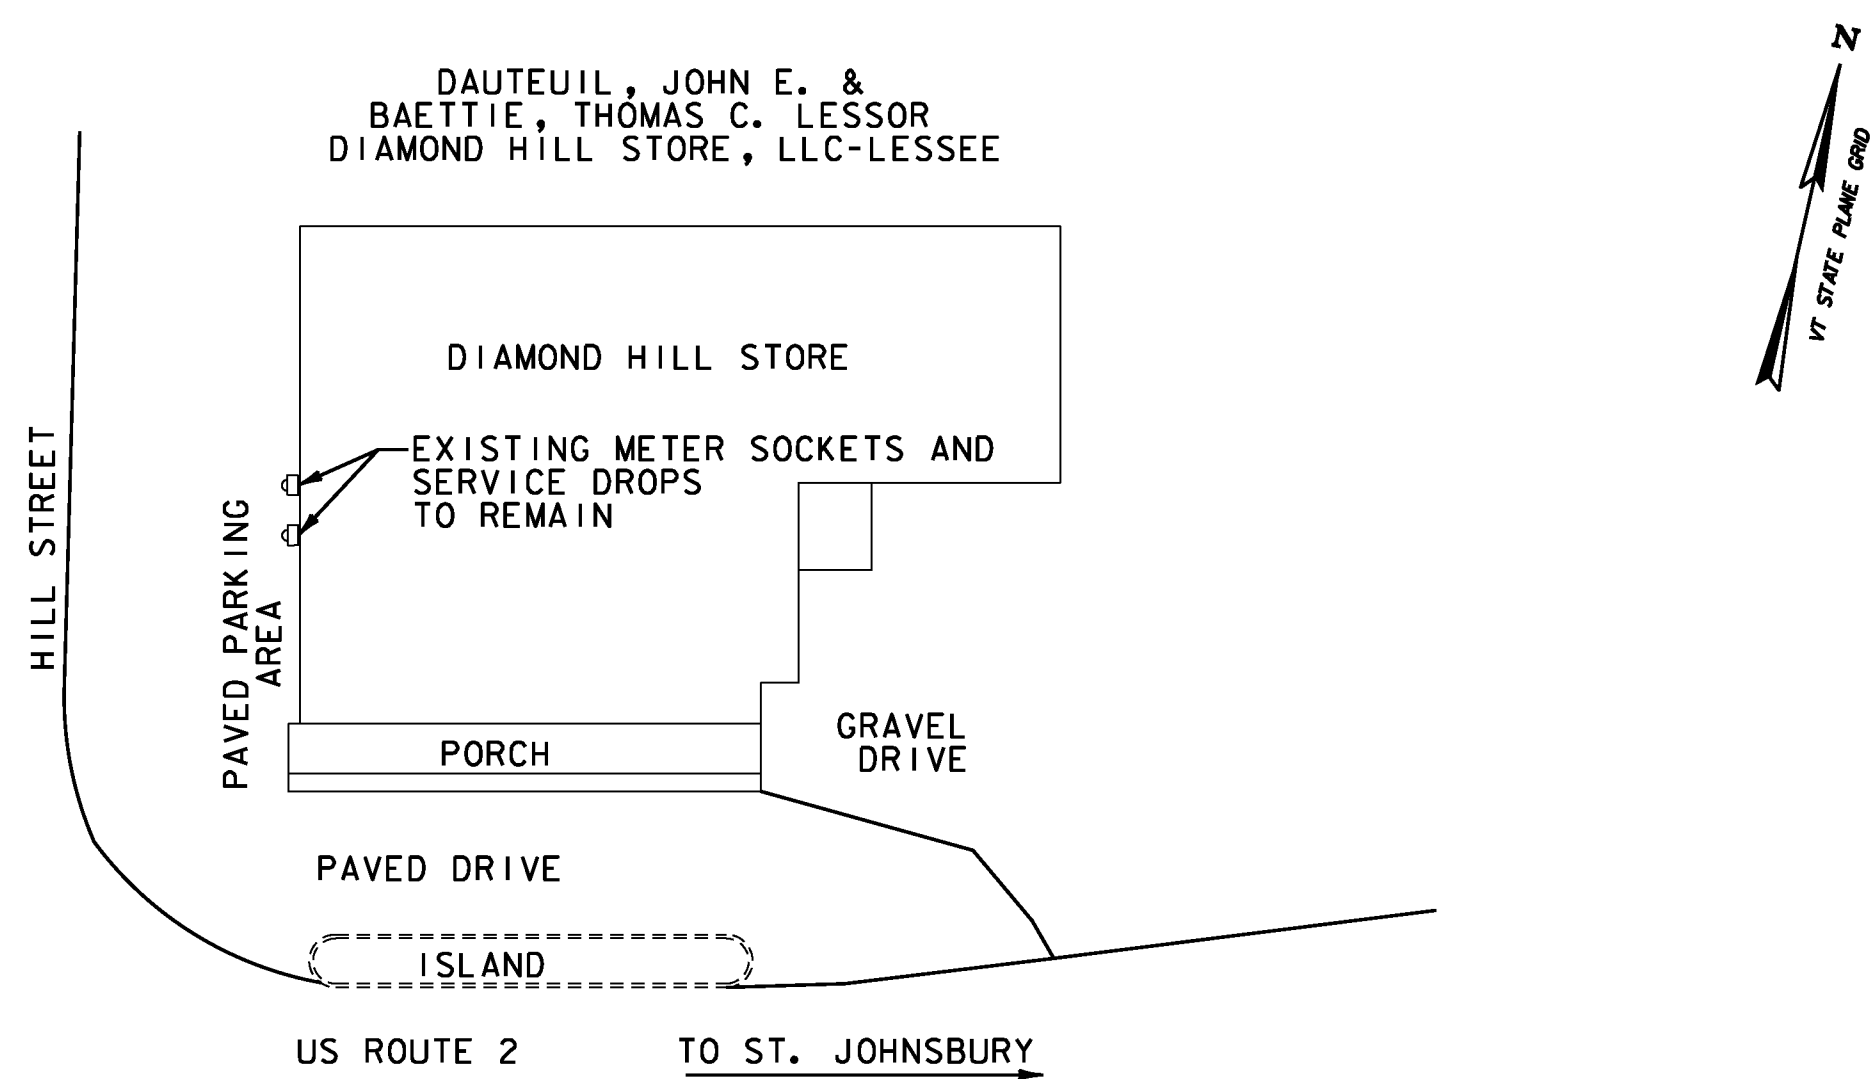 DAUTEUIL, JOHN E. &
BAETTIE, THOMAS C. LESSOR
DIAMOND HILL STORE, LLC-LESSEE
N
VT STATE PLANE GRID
DIAMOND HILL STORE
EXISTING METER SOCKETS AND
SERVICE DROPS
TO REMAIN
HILL STREET
PAVED PARKING
AREA
PORCH
GRAVEL
DRIVE
PAVED DRIVE
ISLAND
US ROUTE 2
TO ST. JOHNSBURY